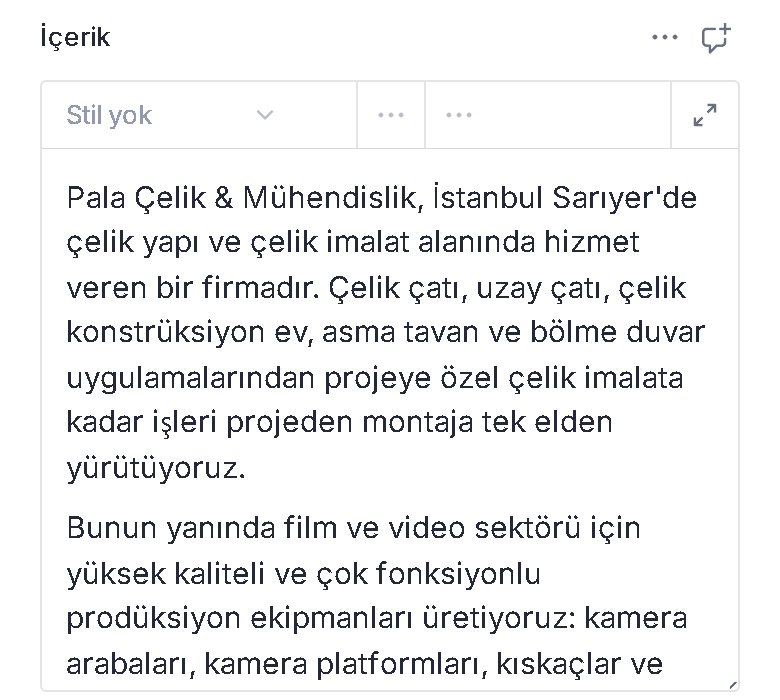 İçerik
Stil yok
Pala Çelik & Mühendislik, İstanbul Sarıyer'de
çelik yapı ve çelik imalat alanında hizmet
veren bir firmadır. Çelik çatı, uzay çatı, çelik
konstrüksiyon ev, asma tavan ve bölme duvar
uygulamalarından projeye özel çelik imalata
kadar işleri projeden montaja tek elden
yürütüyoruz.
Bunun yanında film ve video sektörü için
yüksek kaliteli ve çok fonksiyonlu
prodüksiyon ekipmanları üretiyoruz: kamera
arabaları, kamera platformları, kıskaçlar ve